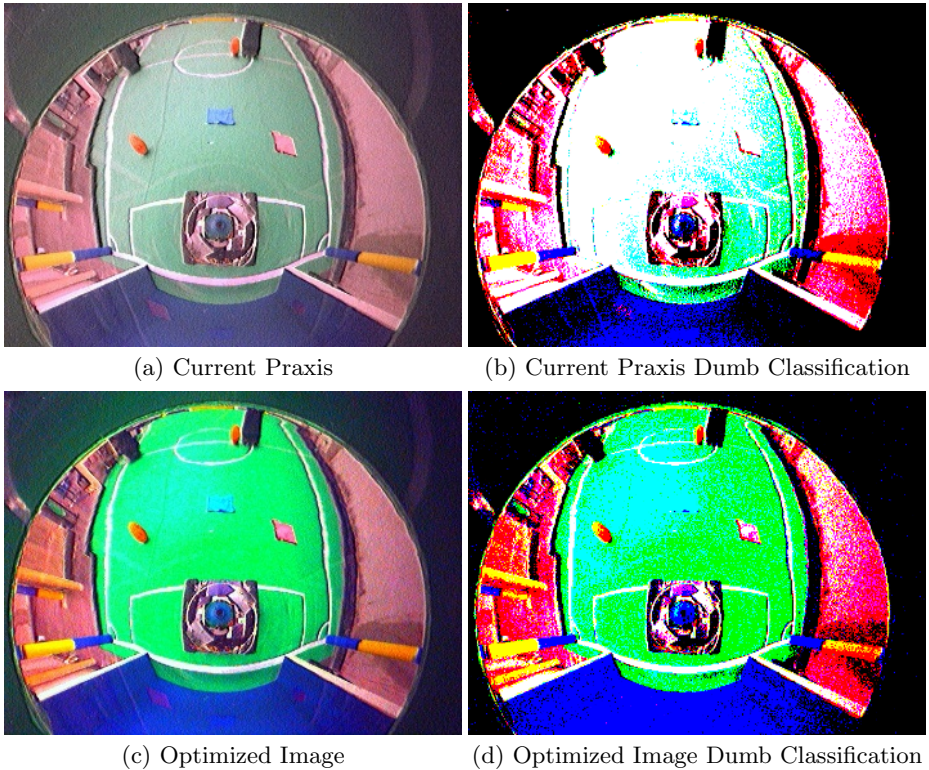 (a) Current Praxis
(b) Current Praxis Dumb Classification
(c) Optimized Image
(d) Optimized Image Dumb Classification